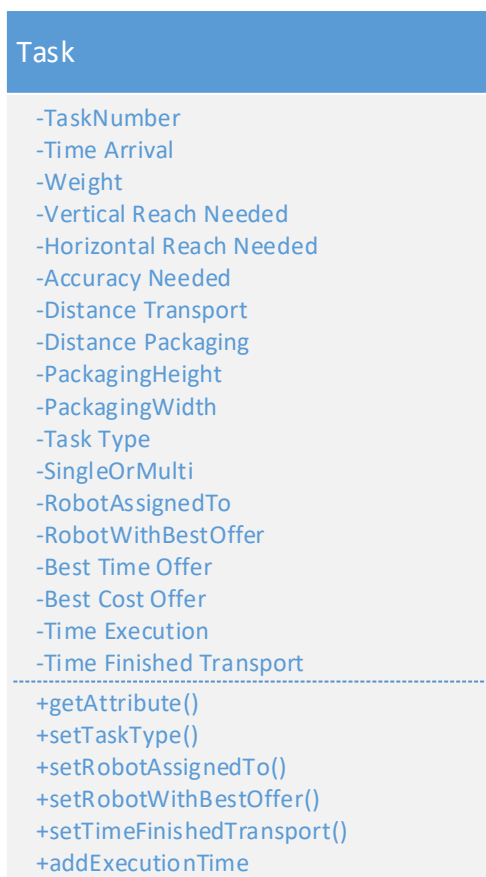 Task
-TaskNumber
-Time Arrival
-Weight
-Vertical Reach Needed
-Horizontal Reach Needed
-Accuracy Needed
-Distance Transport
-Distance Packaging
-PackagingHeight
-PackagingWidth
-Task Type
-SingleOrMulti
-RobotAssignedTo
-RobotWithBestOffer
-Best Time Offer
-Best Cost Offer
-Time Execution
-Time Finished Transport
+getAttribute()
+setTaskType()
+setRobotAssignedTo()
+setRobotWithBestOffer()
+setTimeFinishedTransport()
+addExecutionTime